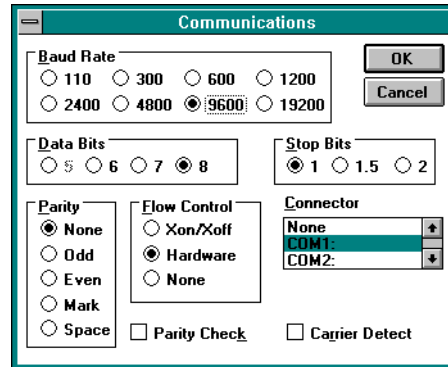 Communications
Baud Rate
110 300 600 1200
2400 4800 9600 19200
OK
Cancel
Data Bits
5 6 7 8
Stop Bits
1 1.5 2
Parity
None
Odd
Even
Mark
Space
Flow Control
Xon/Xoff
Hardware
None
Connector
None
COM1:
COM2:
Parity Check
Carrier Detect